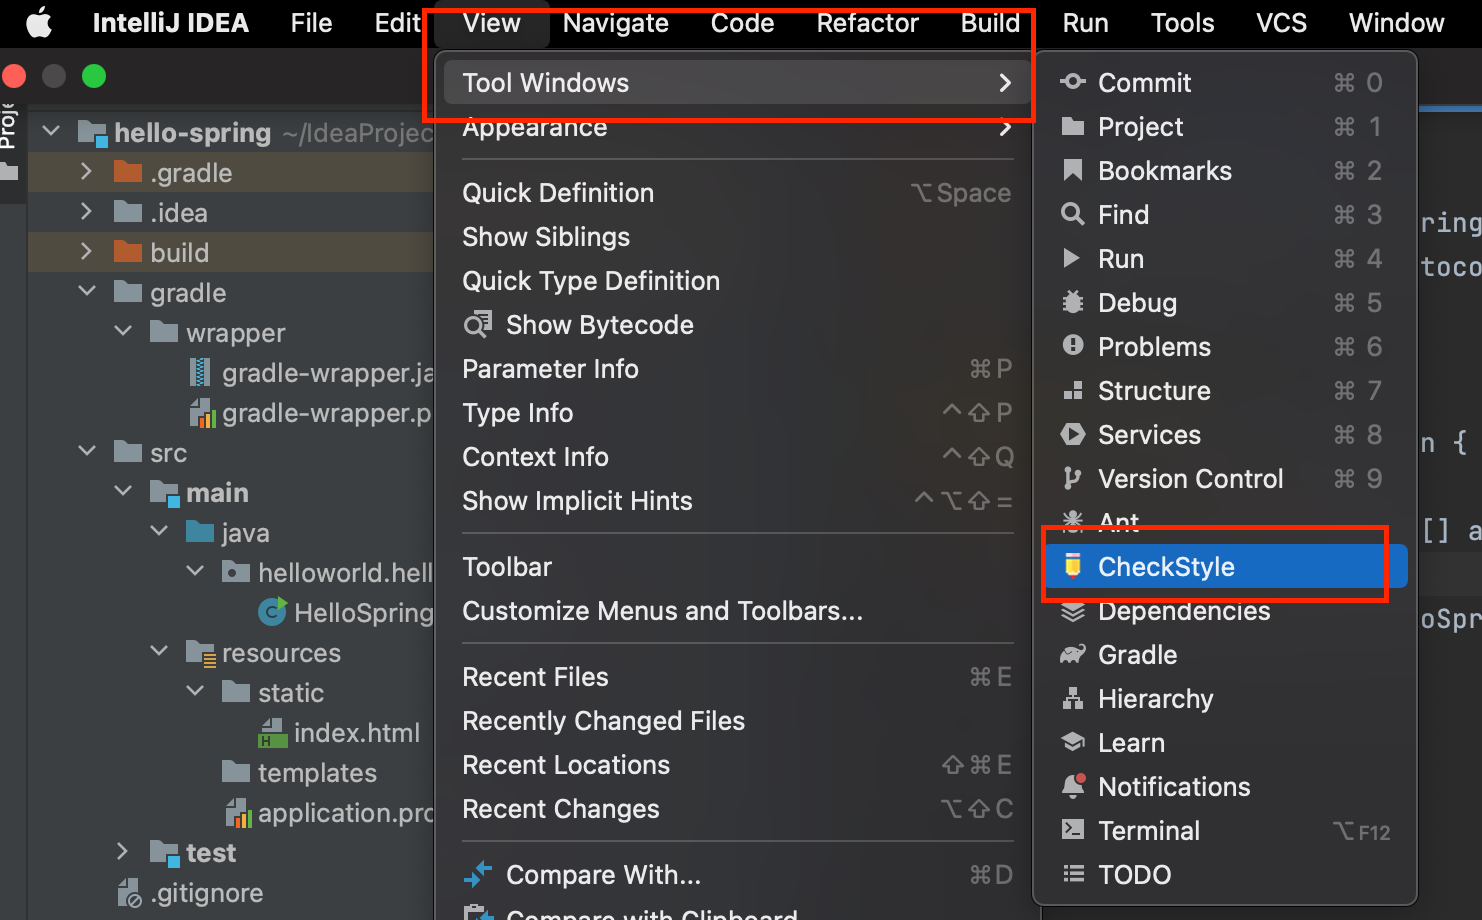 IntelliJ IDEA File Edit View Navigate Code Refactor Build Run Tools VCS Window
Proje
hello-spring ~/IdeaProjec
.gradle
.idea
build
gradle
wrapper
gradle-wrapper.ja
gradle-wrapper.p
src
main
java
helloworld.hell
HelloSpring
resources
static
index.html
templates
application.pro
test
.gitignore
Tool Windows
Appearance
Quick Definition ⌥Space
Show Siblings
Quick Type Definition
Show Bytecode
Parameter Info ⌘P
Type Info ^⇧P
Context Info ^⇧Q
Show Implicit Hints ^⌥⇧=
Toolbar
Customize Menus and Toolbars...
Recent Files ⌘E
Recently Changed Files
Recent Locations ⇧⌘E
Recent Changes ⌥⇧C
Compare With... ⌘D
Compare with Clipboard
Commit ⌘0
Project ⌘1
Bookmarks ⌘2
Find ⌘3
Run ⌘4
Debug ⌘5
Problems ⌘6
Structure ⌘7
Services ⌘8
Version Control ⌘9
Ant
CheckStyle
Dependencies
Gradle
Hierarchy
Learn
Notifications
Terminal ⌥F12
TODO
ring
toco
n {
[] a
oSpr